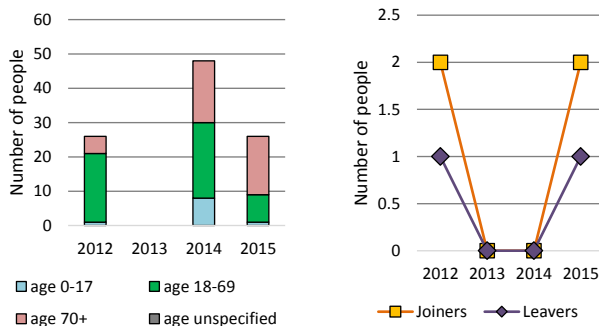 Number of people
60
50
40
30
20
10
0
2012 2013 2014 2015
age 0-17 age 18-69
age 70+ age unspecified
Number of people
2.5
2
1.5
1
0.5
0
2012 2013 2014 2015
Joiners Leavers